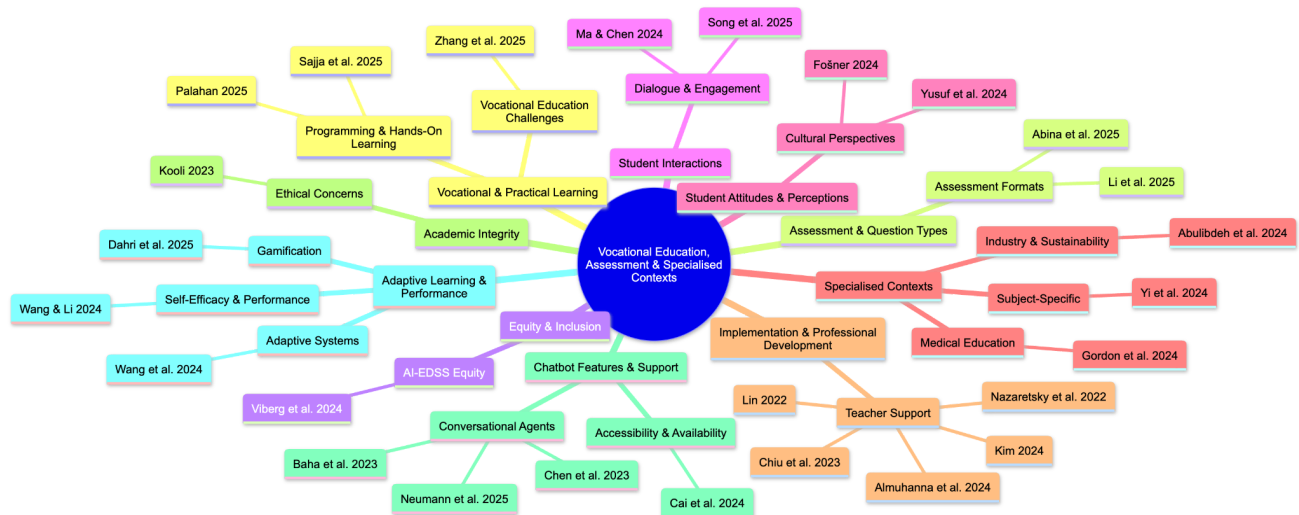 Song et al. 2025
Ma & Chen 2024
Zhang et al. 2025
Sajja et al. 2025
Fošner 2024
Palahan 2025
Dialogue & Engagement
Yusuf et al. 2024
Vocational Education
Challenges
Programming & Hands-On
Learning
Cultural Perspectives
Abina et al. 2025
Kooli 2023
Student Interactions
Assessment Formats
Li et al. 2025
Ethical Concerns
Vocational & Practical Learning
Student Attitudes & Perceptions
Academic Integrity
Assessment & Question Types
Industry & Sustainability
Abulibdeh et al. 2024
Dahri et al. 2025
Gamification
Vocational Education,
Assessment & Specialised
Contexts
Adaptive Learning &
Performance
Specialised Contexts
Subject-Specific
Yi et al. 2024
Wang & Li 2024
Self-Efficacy & Performance
Equity & Inclusion
Implementation & Professional
Development
Medical Education
Gordon et al. 2024
Adaptive Systems
Wang et al. 2024
AI-EDSS Equity
Chatbot Features & Support
Viberg et al. 2024
Lin 2022
Nazaretsky et al. 2022
Teacher Support
Conversational Agents
Accessibility & Availability
Kim 2024
Baha et al. 2023
Chen et al. 2023
Chiu et al. 2023
Almuhanna et al. 2024
Neumann et al. 2025
Cai et al. 2024